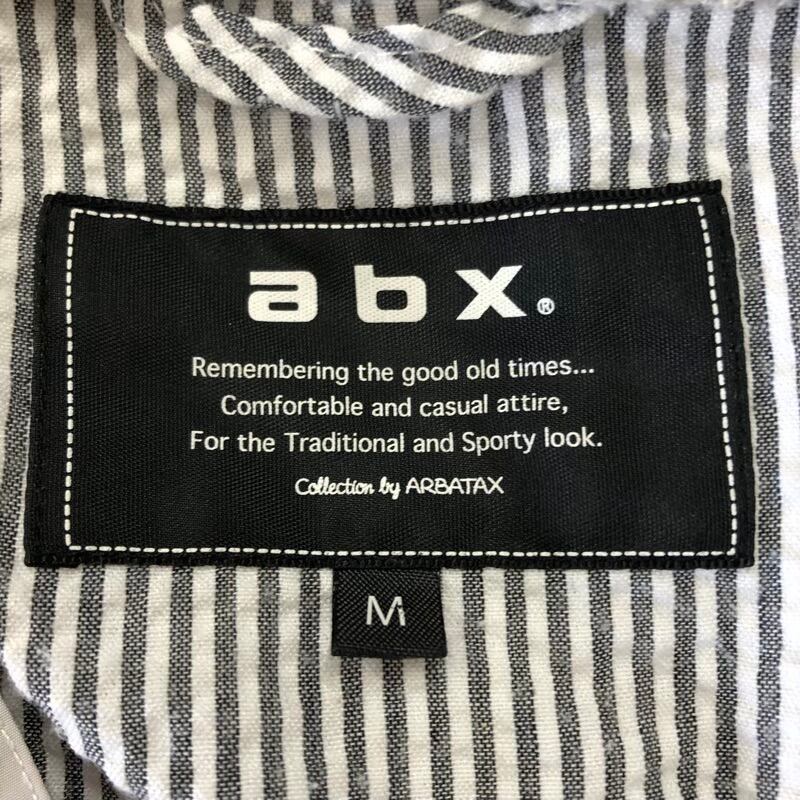 abx®
Remembering the good old times...
Comfortable and casual attire,
For the Traditional and Sporty look.
Collection by ARBATAX
M